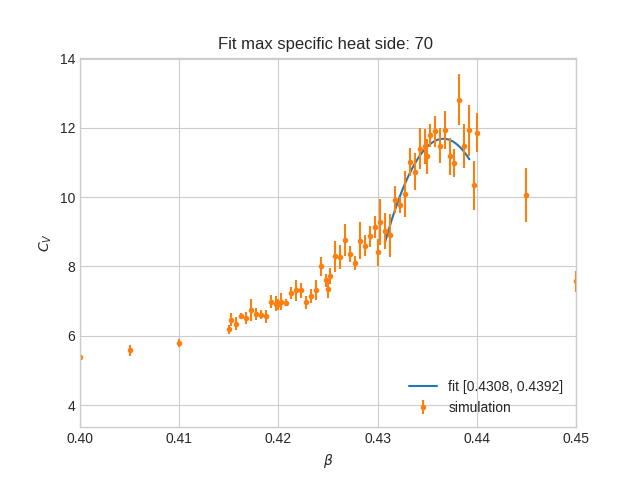 Fit max specific heat side: 70
14
12
10
8
6
4
C_V
0.40
0.41
0.42
0.43
0.44
0.45
β
fit [0.4308, 0.4392]
simulation